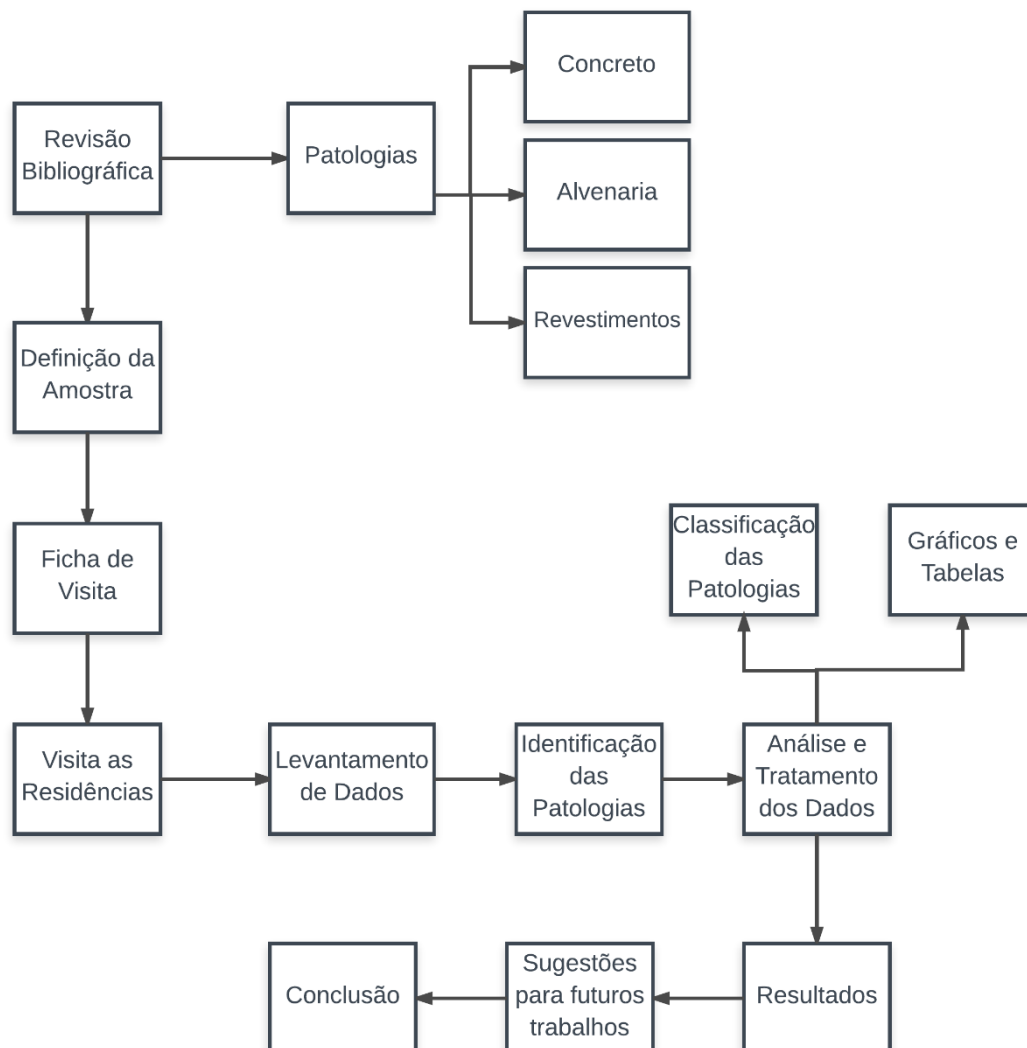 Concreto
Revisão
Bibliográfica
Patologias
Alvenaria
Revestimentos
Definição da
Amostra
Ficha de
Visita
Classificação
das
Patologias
Gráficos e
Tabelas
Visita as
Residências
Levantamento
de Dados
Identificação
das
Patologias
Análise e
Tratamento
dos Dados
Conclusão
Sugestões
para futuros
trabalhos
Resultados